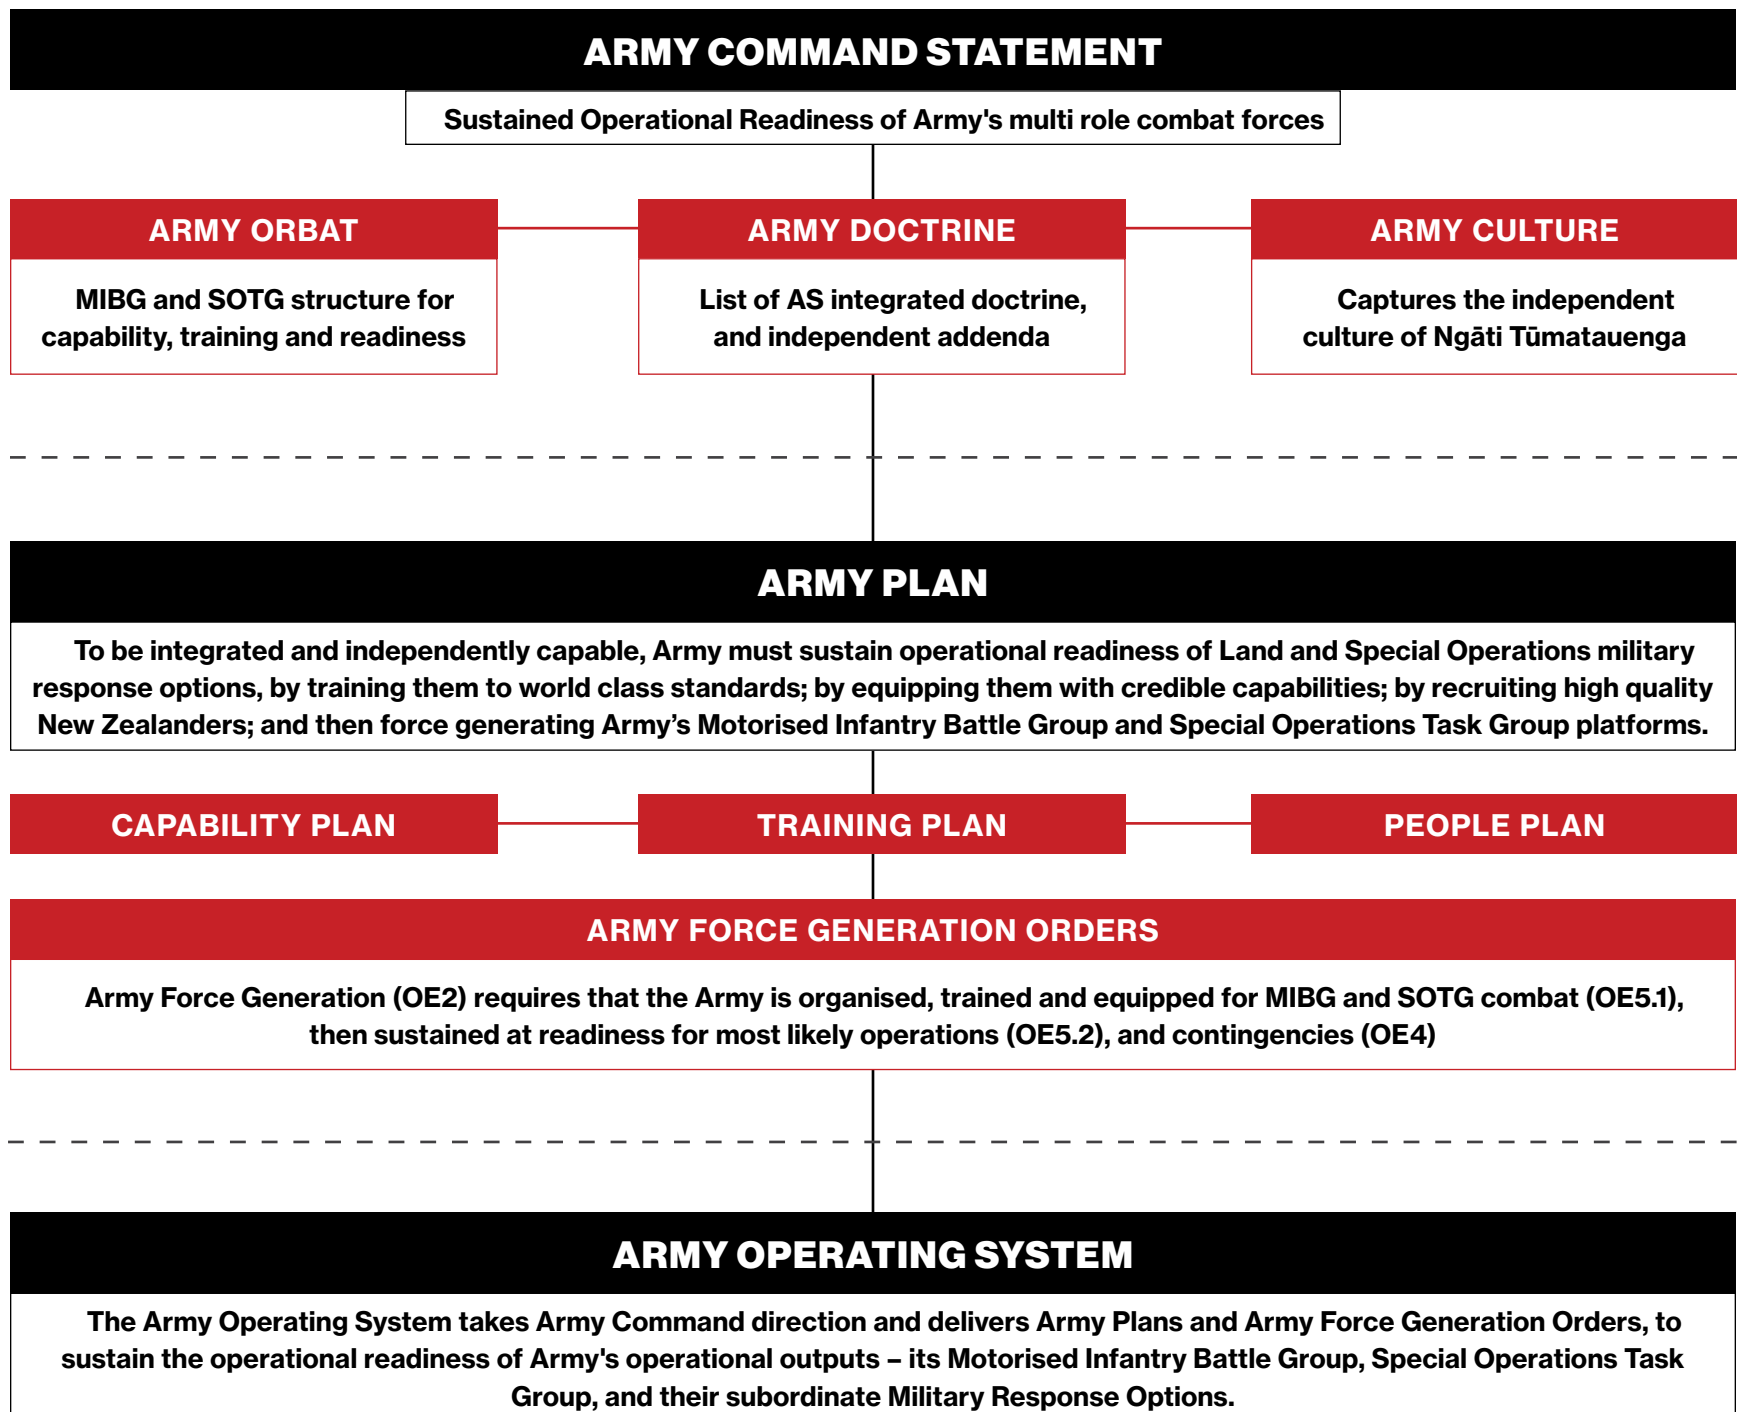 ARMY COMMAND STATEMENT
Sustained Operational Readiness of Army's multi role combat forces
ARMY ORBAT
MIBG and SOTG structure for
capability, training and readiness
ARMY DOCTRINE
List of AS integrated doctrine,
and independent addenda
ARMY CULTURE
Captures the independent
culture of Ngāti Tūmatauenga
ARMY PLAN
To be integrated and independently capable, Army must sustain operational readiness of Land and Special Operations military
response options, by training them to world class standards; by equipping them with credible capabilities; by recruiting high quality
New Zealanders; and then force generating Army’s Motorised Infantry Battle Group and Special Operations Task Group platforms.
CAPABILITY PLAN
TRAINING PLAN
PEOPLE PLAN
ARMY FORCE GENERATION ORDERS
Army Force Generation (OE2) requires that the Army is organised, trained and equipped for MIBG and SOTG combat (OE5.1),
then sustained at readiness for most likely operations (OE5.2), and contingencies (OE4)
ARMY OPERATING SYSTEM
The Army Operating System takes Army Command direction and delivers Army Plans and Army Force Generation Orders, to
sustain the operational readiness of Army's operational outputs – its Motorised Infantry Battle Group, Special Operations Task
Group, and their subordinate Military Response Options.